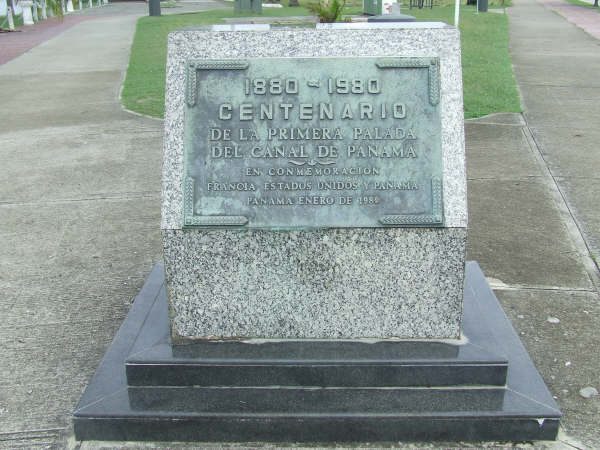 1880 - 1980
CENTENARIO
DE LA PRIMERA PALADA
DEL CANAL DE PANAMA
EN CONMEMORACION
FRANCIA ESTADOS UNIDOS Y PANAMA
PANAMA ENERO DE 1980